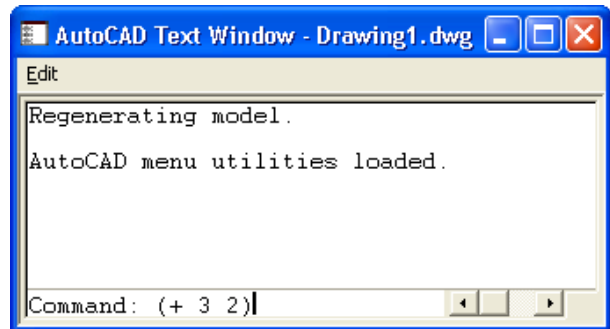 AutoCAD Text Window - Drawing1.dwg
Edit
Regenerating model.
AutoCAD menu utilities loaded.
Command: (+ 3 2)